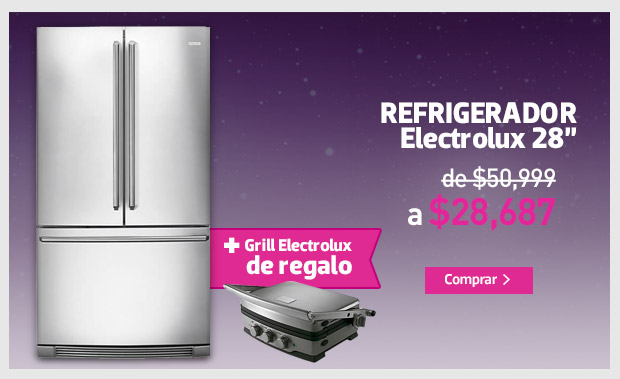 REFRIGERADOR
Electrolux 28”
de $50,999
a $28,687
+ Grill Electrolux
de regalo
Comprar >